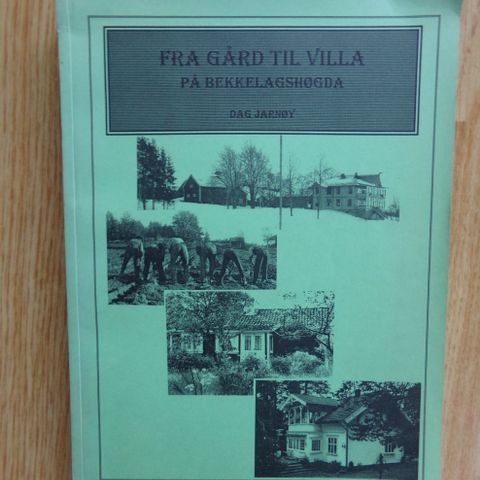 FRA GÅRD TIL VILLA
PÅ BEKKELAGSHØGDA
DAG JARNØY